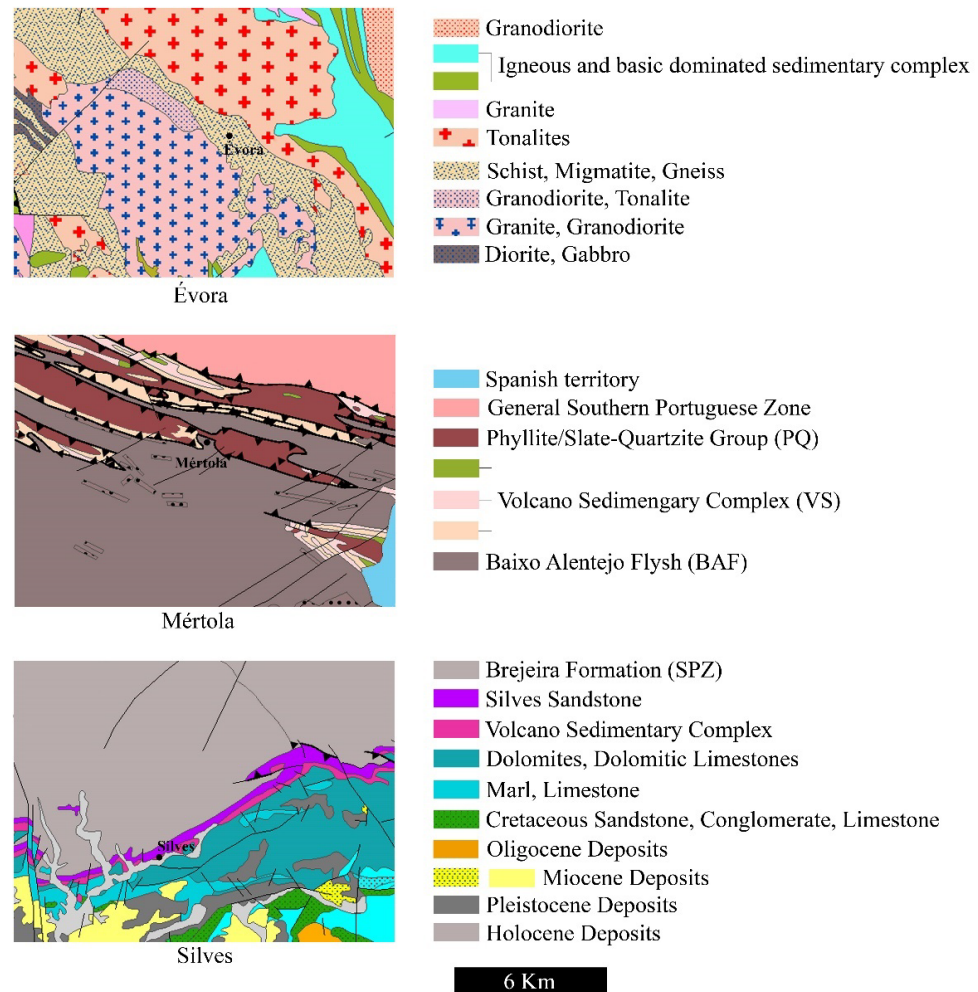 Granodiorite
Igneous and basic dominated sedimentary complex
Granite
Tonalites
Schist, Migmatite, Gneiss
Granodiorite, Tonalite
Granite, Granodiorite
Diorite, Gabbro
Évora
Évora
Spanish territory
General Southern Portuguese Zone
Phyllite/Slate-Quartzite Group (PQ)
Volcano Sedimengary Complex (VS)
Baixo Alentejo Flysh (BAF)
Mértola
Mértola
Brejeira Formation (SPZ)
Silves Sandstone
Volcano Sedimentary Complex
Dolomites, Dolomitic Limestones
Marl, Limestone
Cretaceous Sandstone, Conglomerate, Limestone
Oligocene Deposits
Miocene Deposits
Pleistocene Deposits
Holocene Deposits
Silves
Silves
6 Km